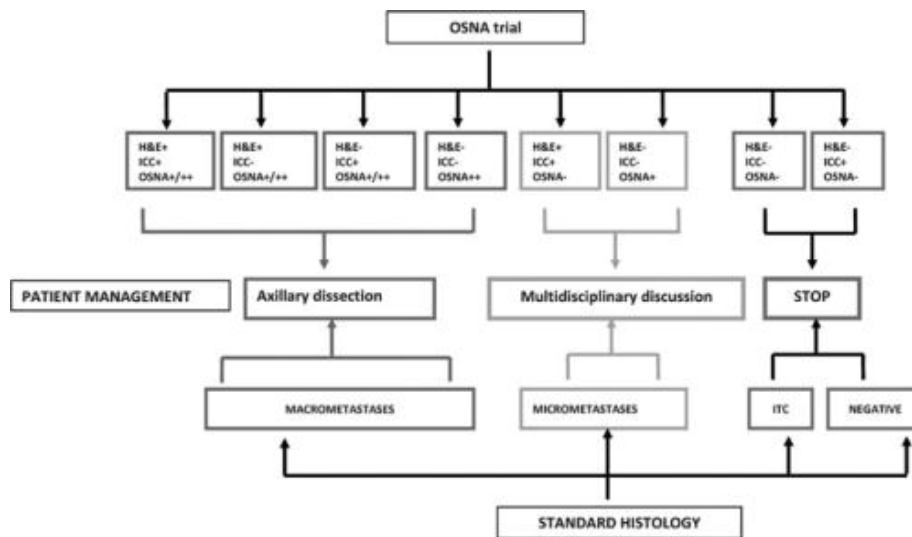 OSNA trial
H&E+
ICC+
OSNA+/++
H&E+
ICC-
OSNA+/++
H&E-
ICC+
OSNA+/++
H&E-
ICC-
OSNA++
H&E+
ICC+
OSNA-
H&E-
ICC-
OSNA+
H&E-
ICC-
OSNA-
H&E-
ICC+
OSNA-
PATIENT MANAGEMENT
Axillary dissection
Multidisciplinary discussion
STOP
MACROMETASTASES
MICROMETASTASES
ITC
NEGATIVE
STANDARD HISTOLOGY